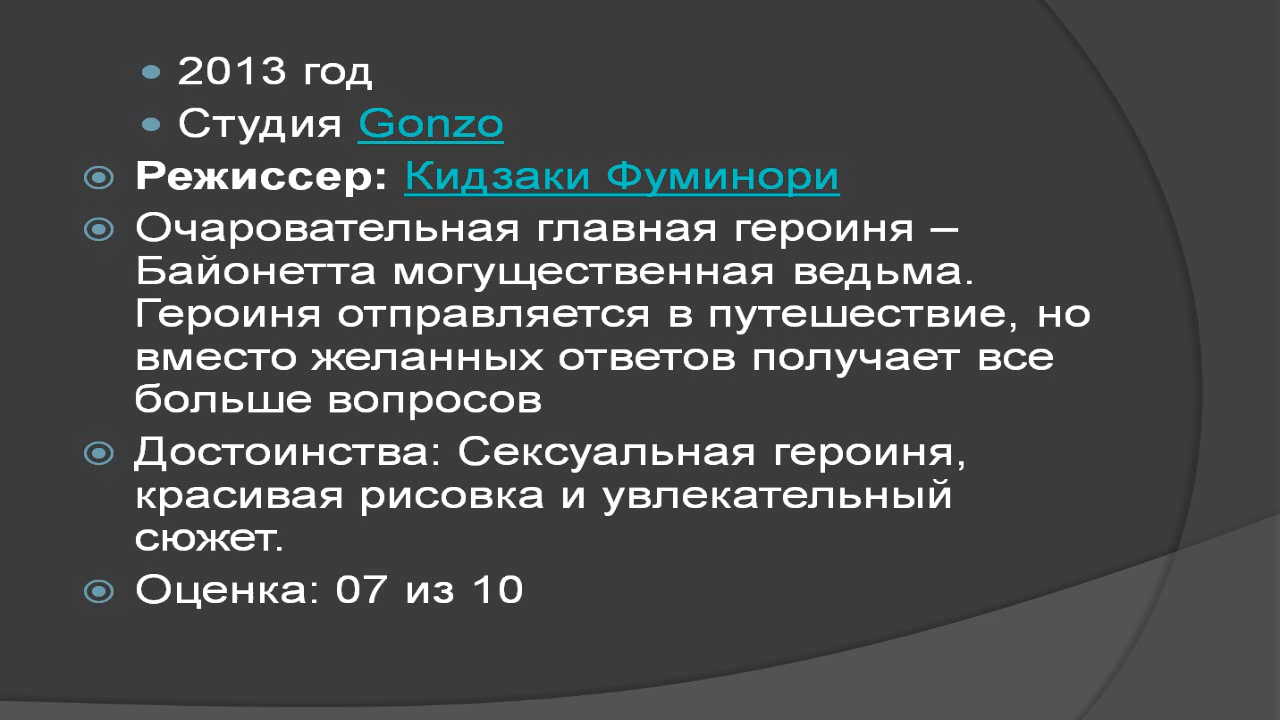 2013 год
Студия Gonzo
Режиссер: Кидзаки Фуминори
Очаровательная главная героиня –
Байонетта могущественная ведьма.
Героиня отправляется в путешествие, но
вместо желанных ответов получает все
больше вопросов
Достоинства: Сексуальная героиня,
красивая рисовка и увлекательный
сюжет.
Оценка: 07 из 10